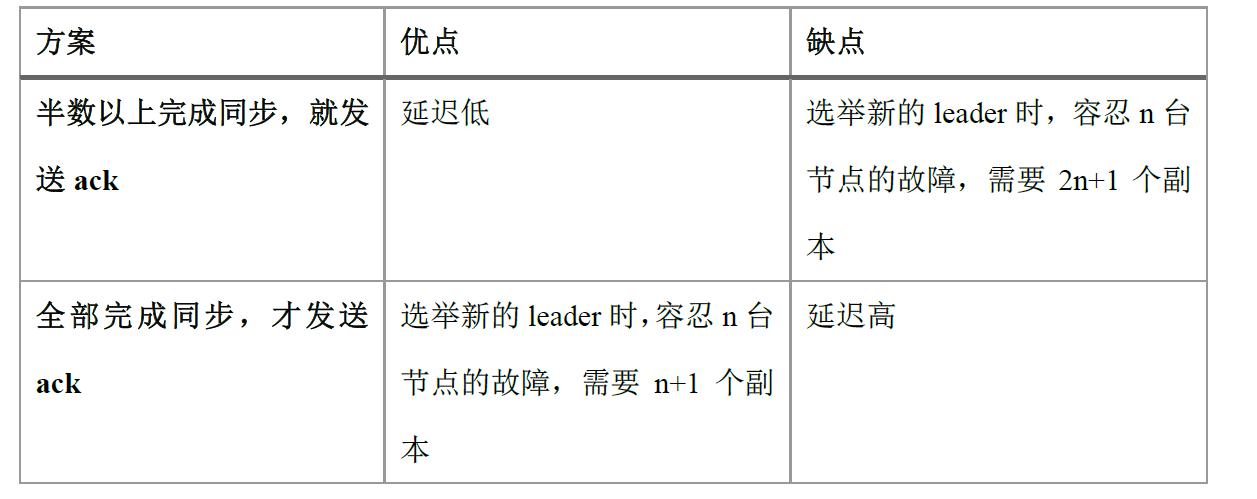 方案 优点 缺点
半数以上完成同步，就发 延迟低 选举新的 leader 时，容忍 n 台
送 ack 节点的故障，需要 2n+1 个副
本
全部完成同步，才发送 选举新的 leader 时，容忍 n 台 延迟高
ack 节点的故障，需要 n+1 个副
本